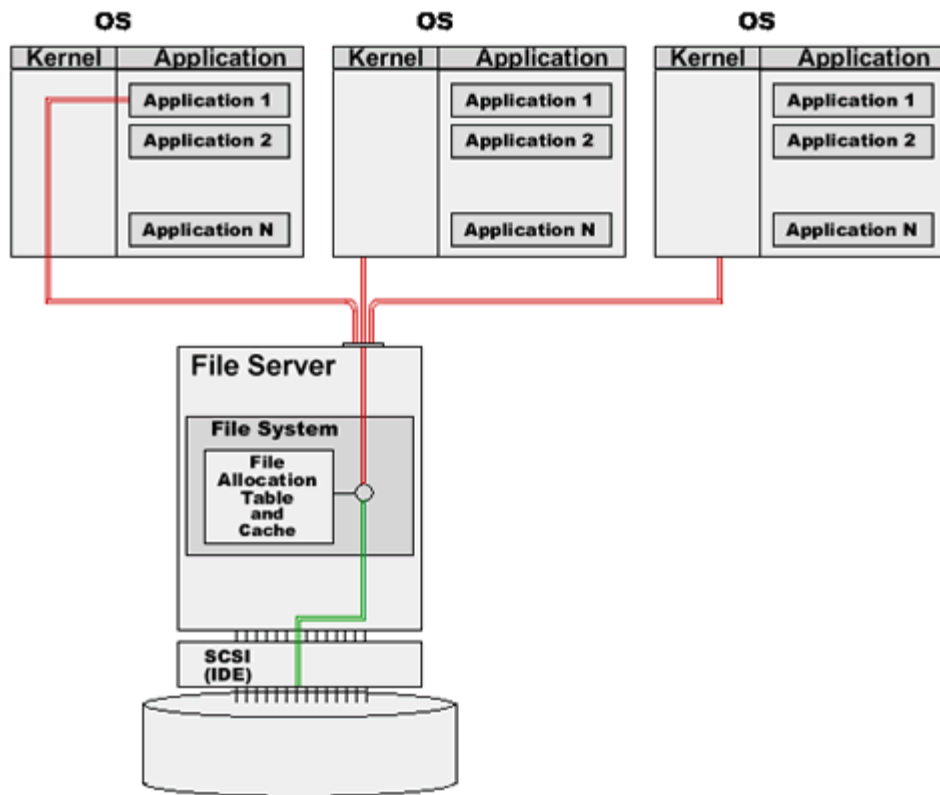 OS
OS
OS
Kernel
Application
Application 1
Application 2
Application N
Kernel
Application
Application 1
Application 2
Application N
Kernel
Application
Application 1
Application 2
Application N
File Server
File System
File
Allocation
Table
and
Cache
SCSI
(IDE)